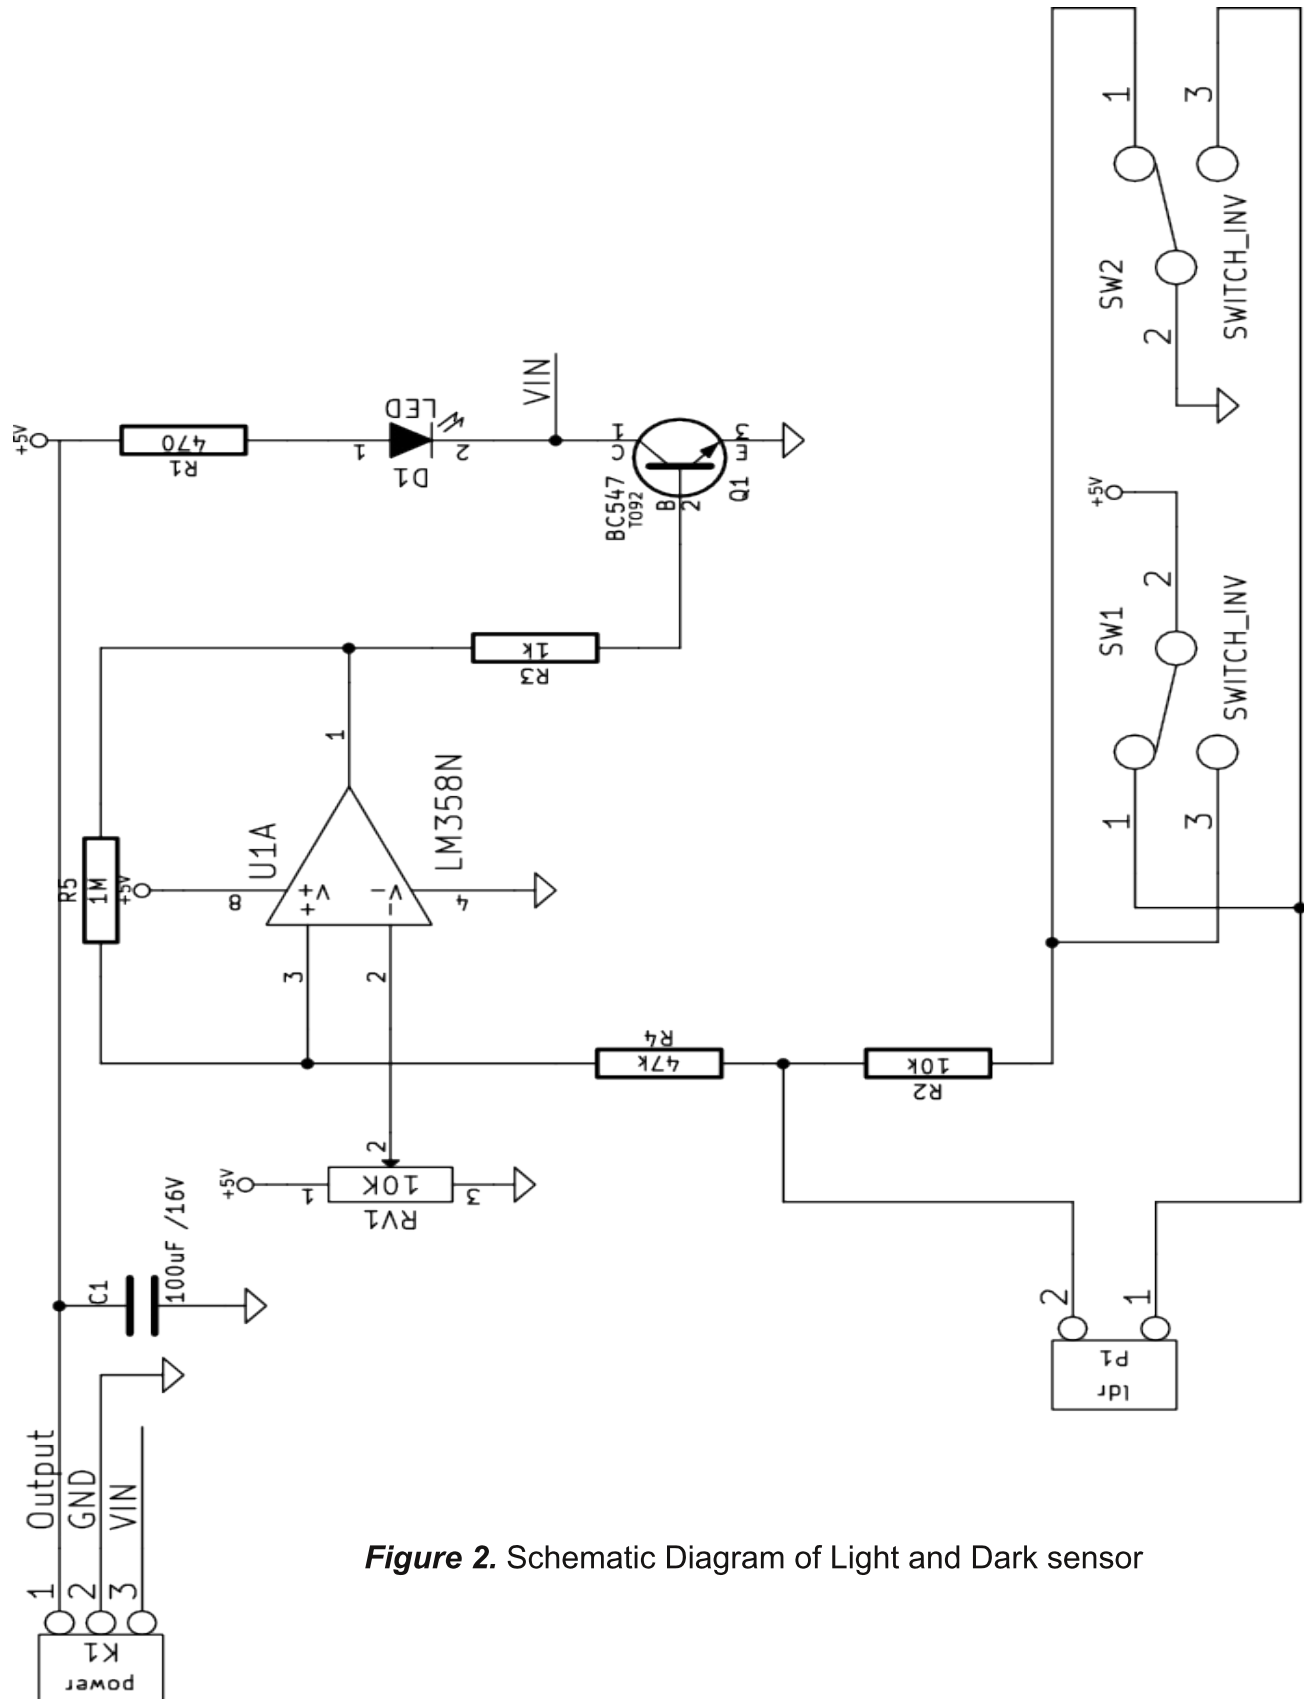 1
3
SW2
SWITCH_INV
2
+5V
470
R1
LED
1
2
D1
VIN
1
C
3
E
BC547
TO92
B
2
Q1
+5V
2
SW1
SWITCH_INV
1
3
1k
R3
1
U1A
LM358N
R5
1M
+5V
8
V+
+
V-
-
4
3
2
R4
47k
10k
R2
2
+5V
1
10K
3
RV1
C1
100uF /16V
2
1
P1
ldr
Output
GND
VIN
1
2
3
K1
power
Figure 2. Schematic Diagram of Light and Dark sensor